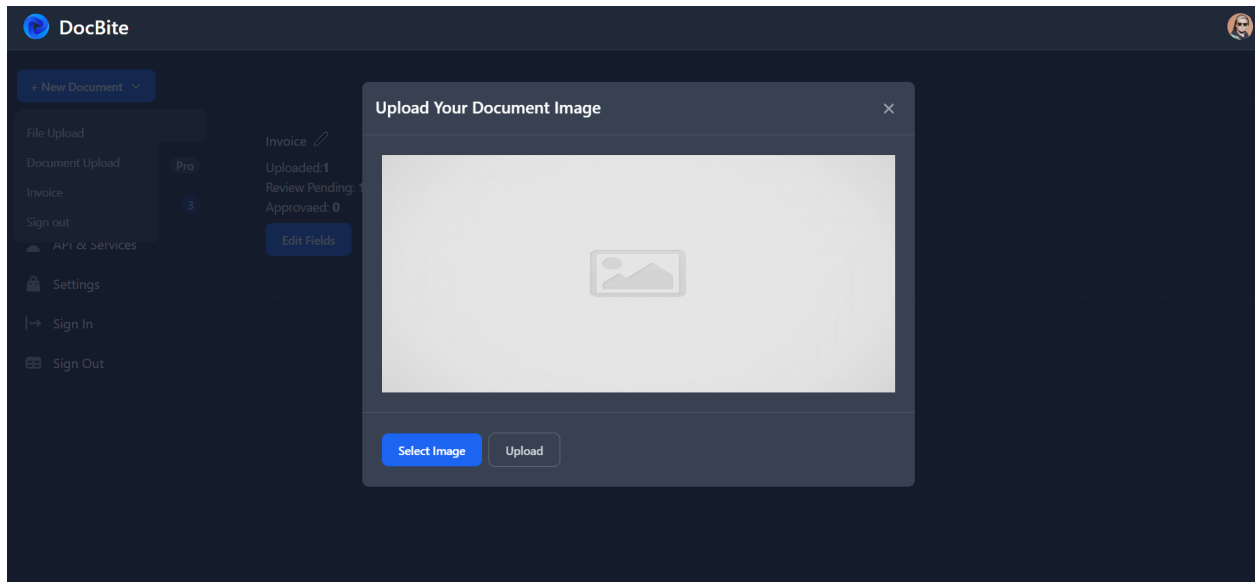 DocBite
+ New Document
File Upload
Document Upload
Pro
Invoice
3
Sign out
API & Services
Settings
Sign In
Sign Out
Invoice
Uploaded:1
Review Pending: 1
Approvaed: 0
Edit Fields
Upload Your Document Image
Select Image
Upload